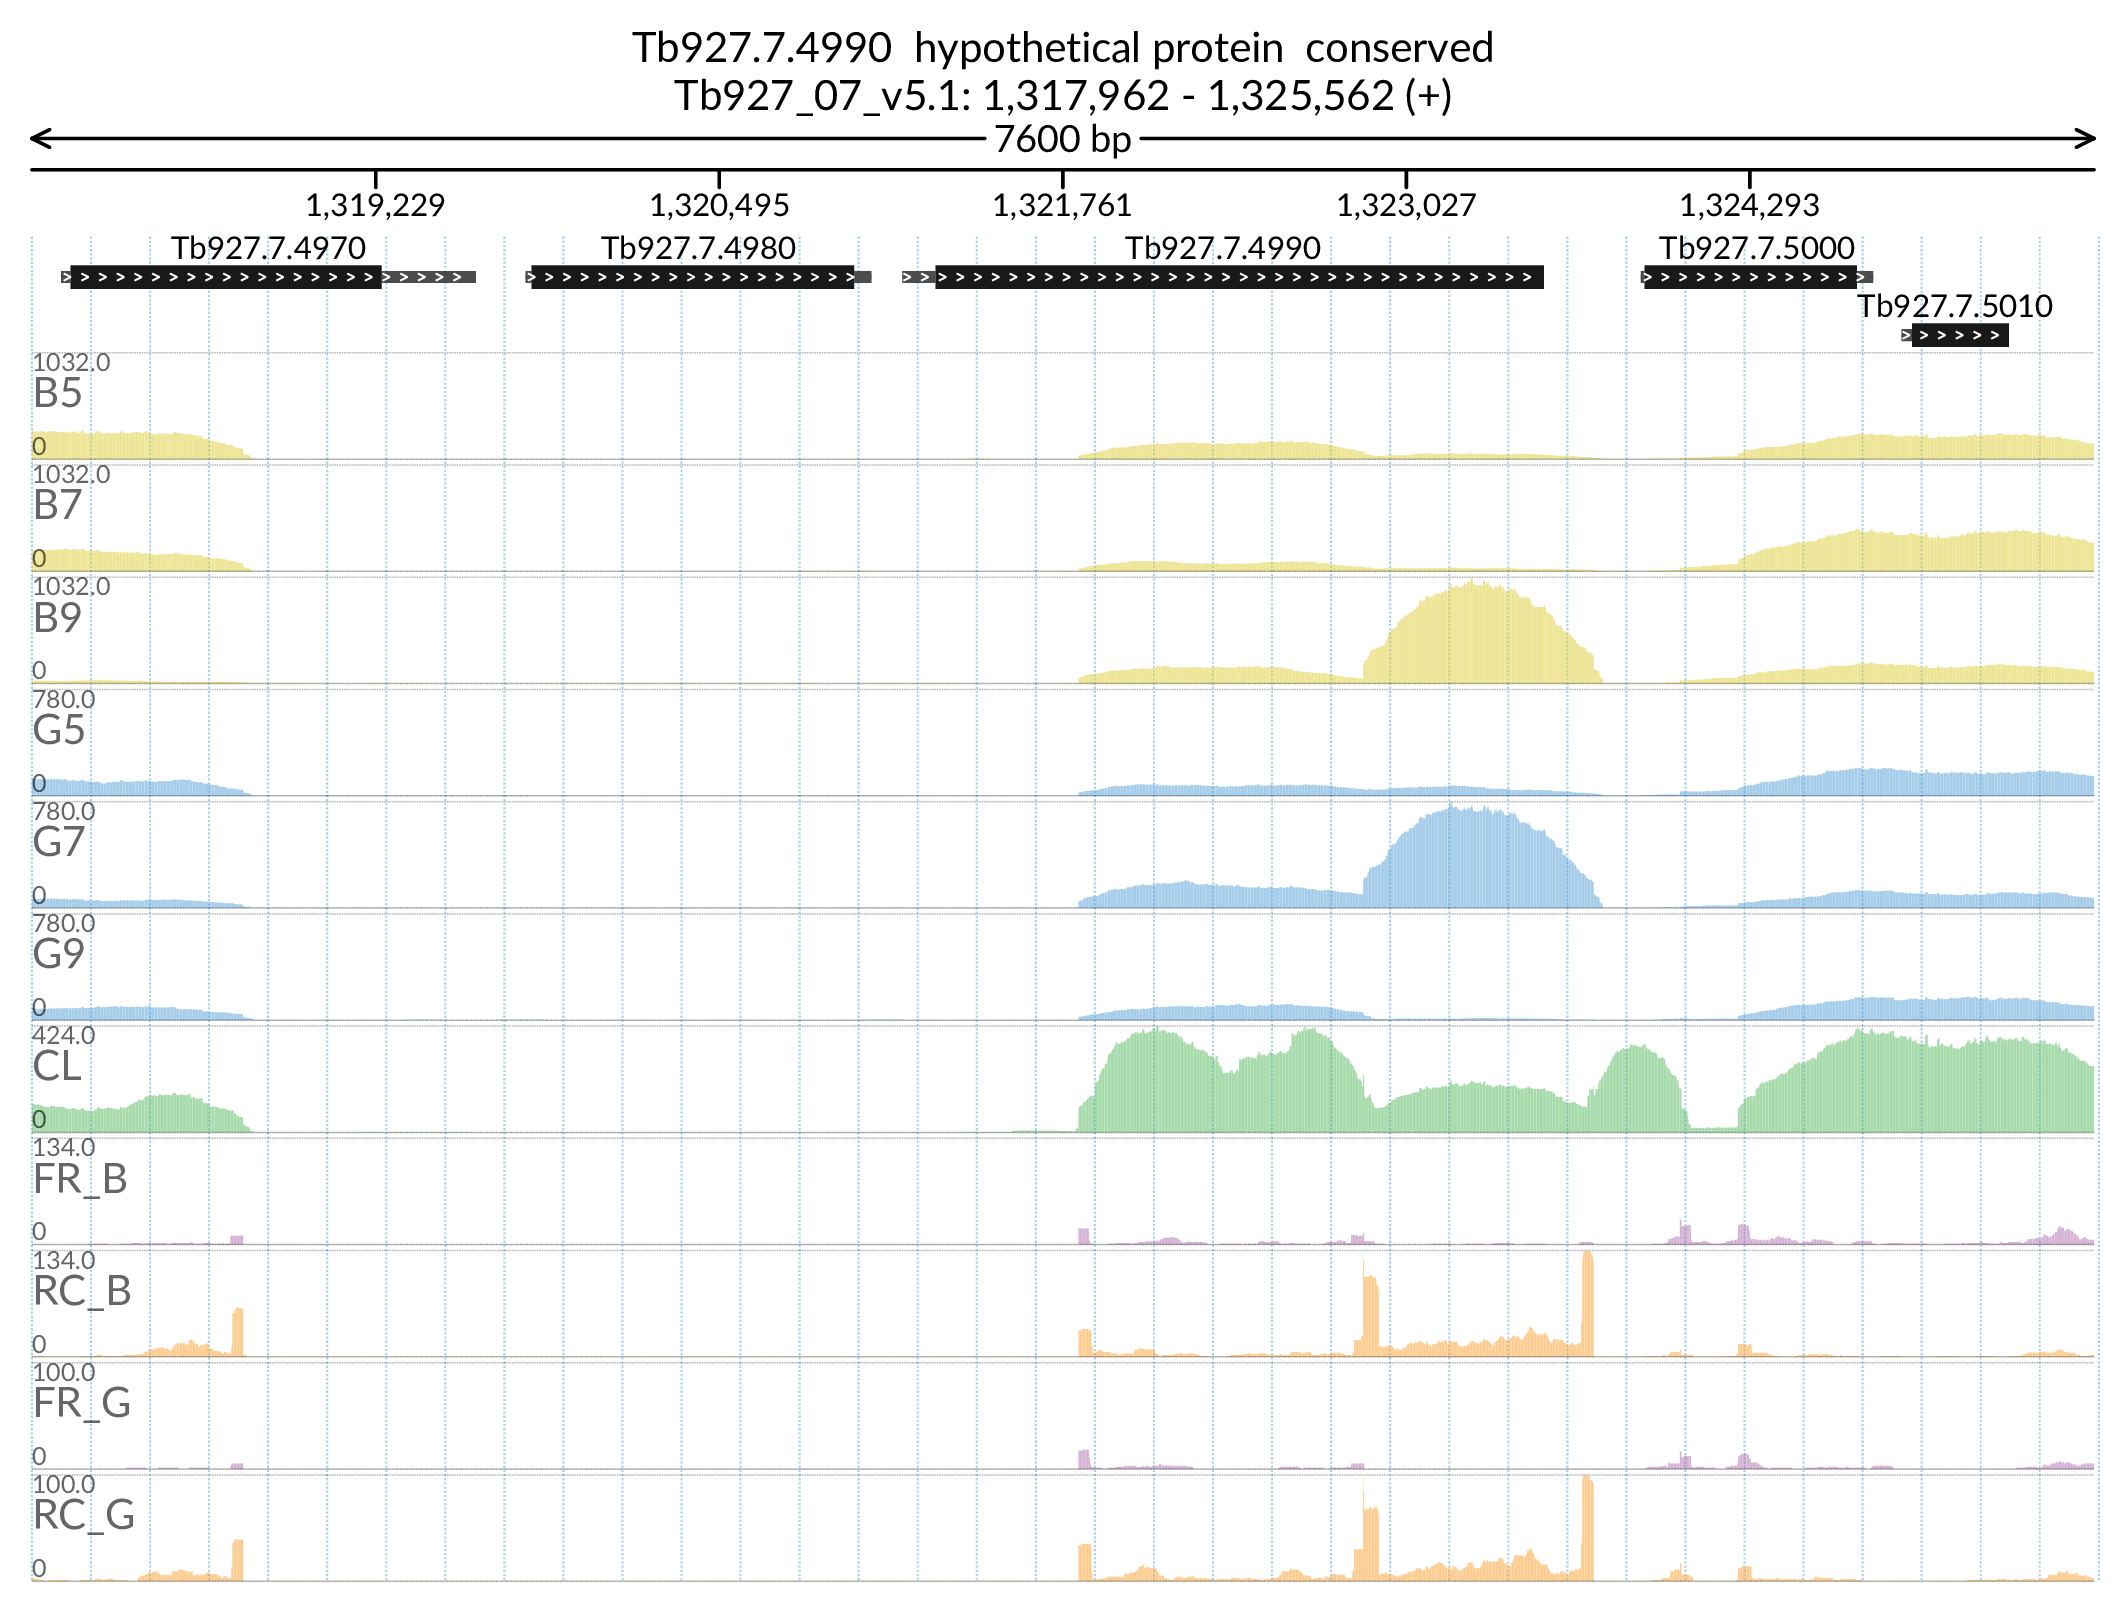 Tb927.7.4990  hypothetical protein  conserved
Tb927_07_v5.1: 1,317,962 - 1,325,562 (+)
7600 bp
1,319,229 1,320,495 1,321,761 1,323,027 1,324,293
Tb927.7.4970 Tb927.7.4980 Tb927.7.4990 Tb927.7.5000
Tb927.7.5010
1032.0
B5
0
1032.0
B7
0
1032.0
B9
0
780.0
G5
0
780.0
G7
0
780.0
G9
0
424.0
CL
0
134.0
FR_B
0
134.0
RC_B
0
100.0
FR_G
0
100.0
RC_G
0